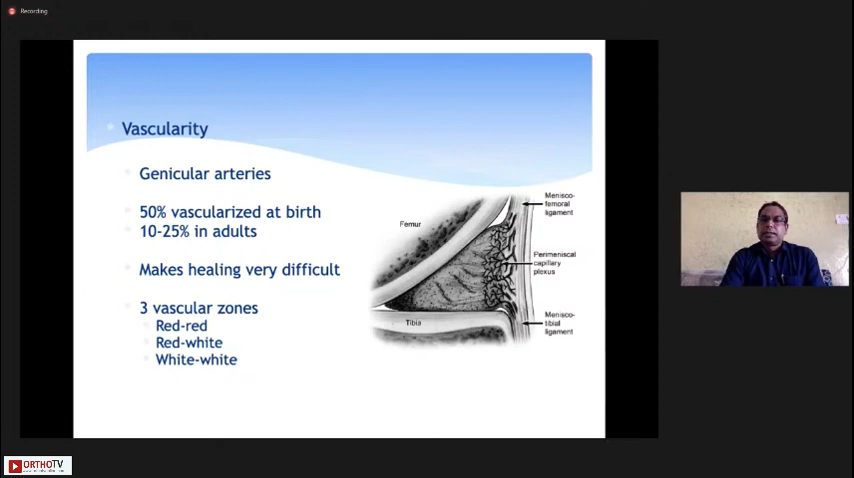 Recording
Vascularity
Genicular arteries
50% vascularized at birth
10-25% in adults
Makes healing very difficult
3 vascular zones
Red-red
Red-white
White-white
Femur
Tibia
Menisco-
femoral
ligament
Perimeniscal
capillary
plexus
Menisco-
tibial
ligament
ORTHOTV